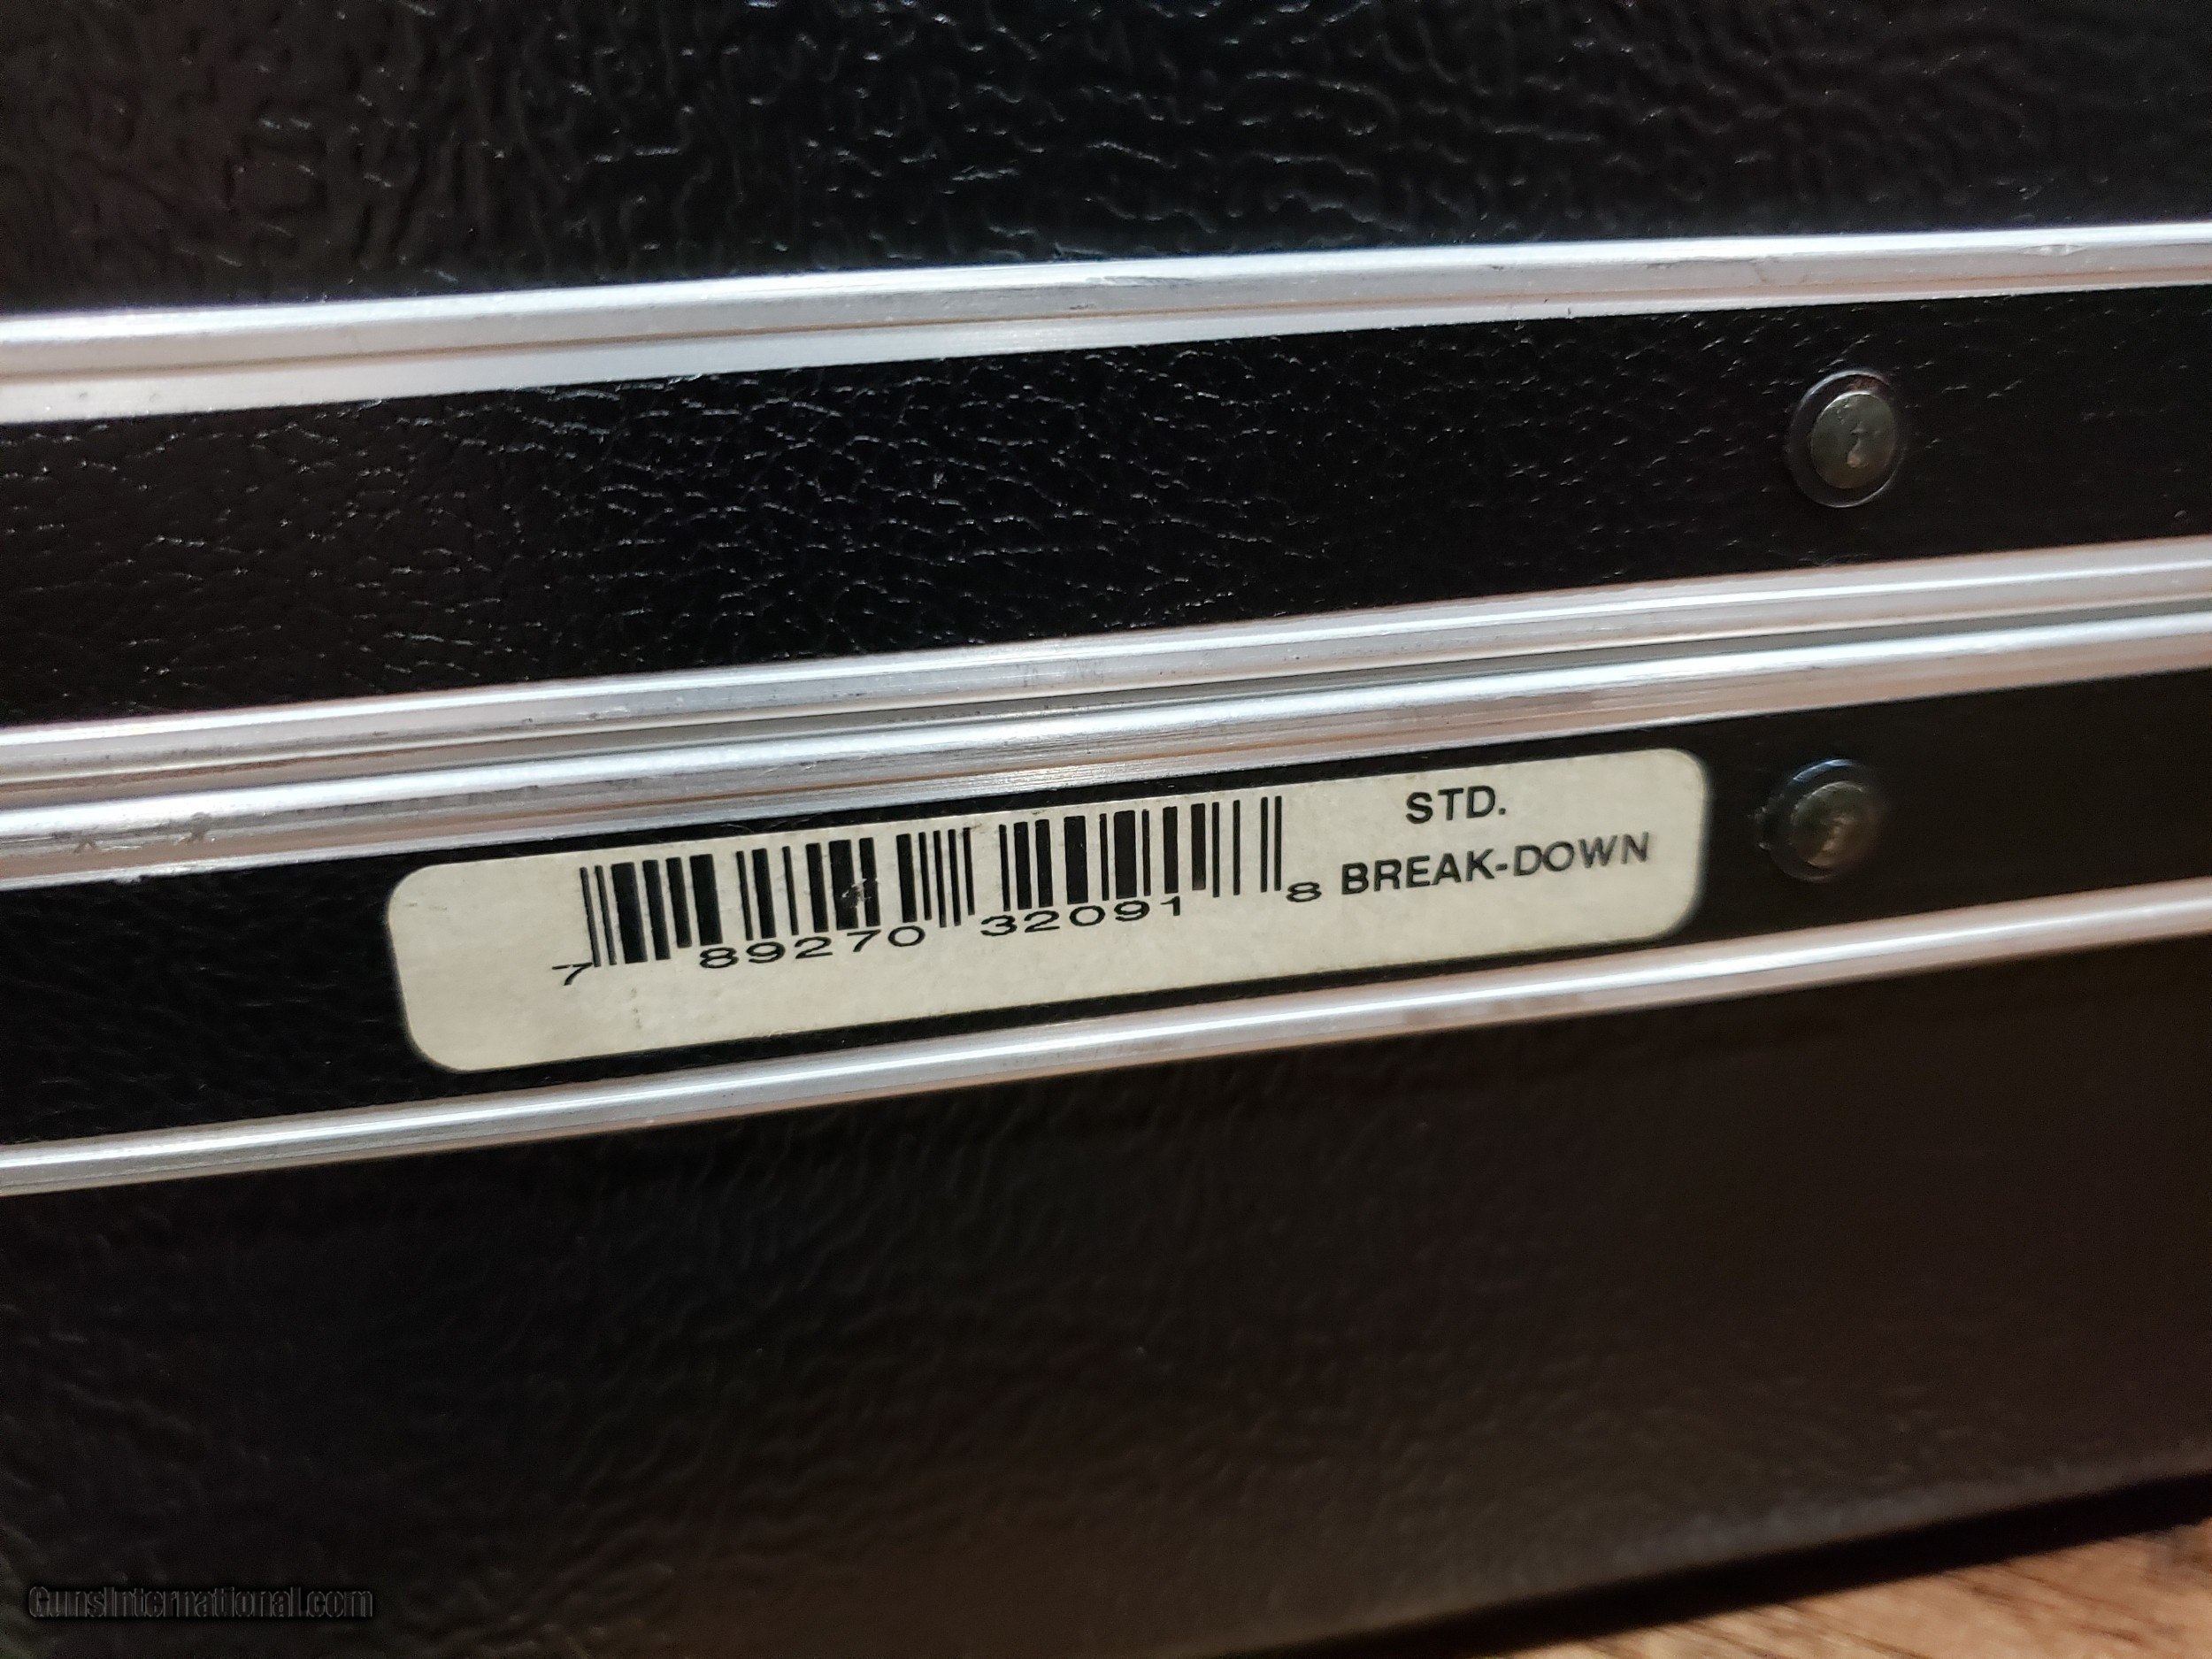 STD.
BREAK-DOWN
7 89270 32091 8
GunsInternational.com